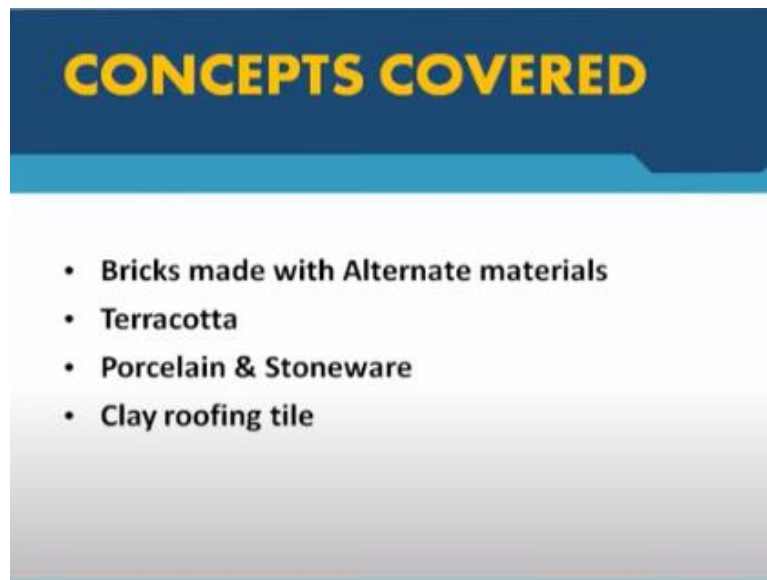 CONCEPTS COVERED
• Bricks made with Alternate materials
• Terracotta
• Porcelain & Stoneware
• Clay roofing tile